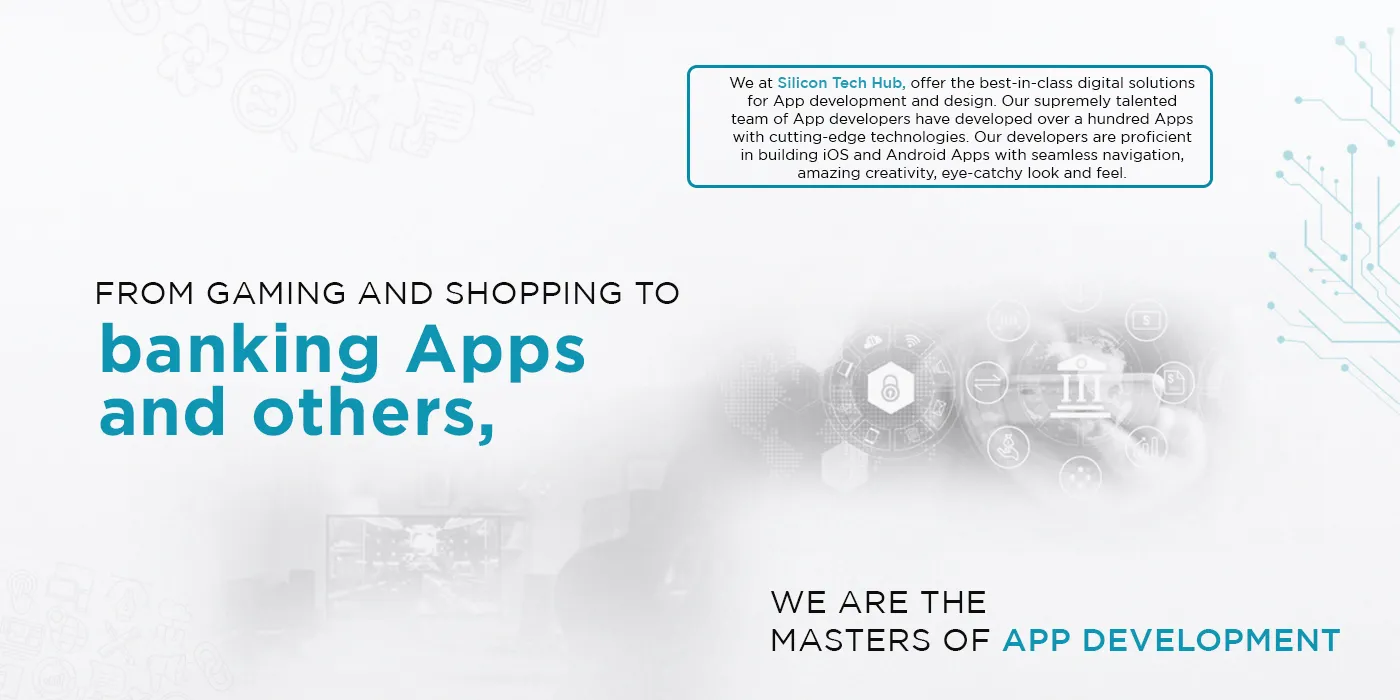 We at Silicon Tech Hub, offer the best-in-class digital solutions
for App development and design. Our supremely talented
team of App developers have developed over a hundred Apps
with cutting-edge technologies. Our developers are proficient
in building iOS and Android Apps with seamless navigation,
amazing creativity, eye-catchy look and feel.
FROM GAMING AND SHOPPING TO
banking Apps
and others,
WE ARE THE
MASTERS OF APP DEVELOPMENT